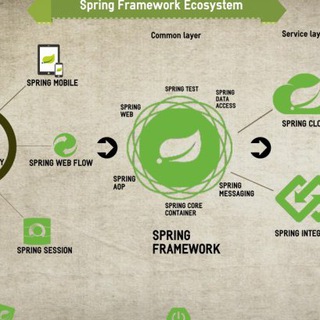 Spring Framework Ecosystem
Common layer
Service lay
SPRING MOBILE
SPRING TEST
SPRING
WEB
SPRING
DATA
ACCESS
SPRING CLO
Y
SPRING WEB FLOW
SPRING
AOP
SPRING
MESSAGING
SPRING CORE
CONTAINER
SPRING
FRAMEWORK
SPRING INTEG
SPRING SESSION